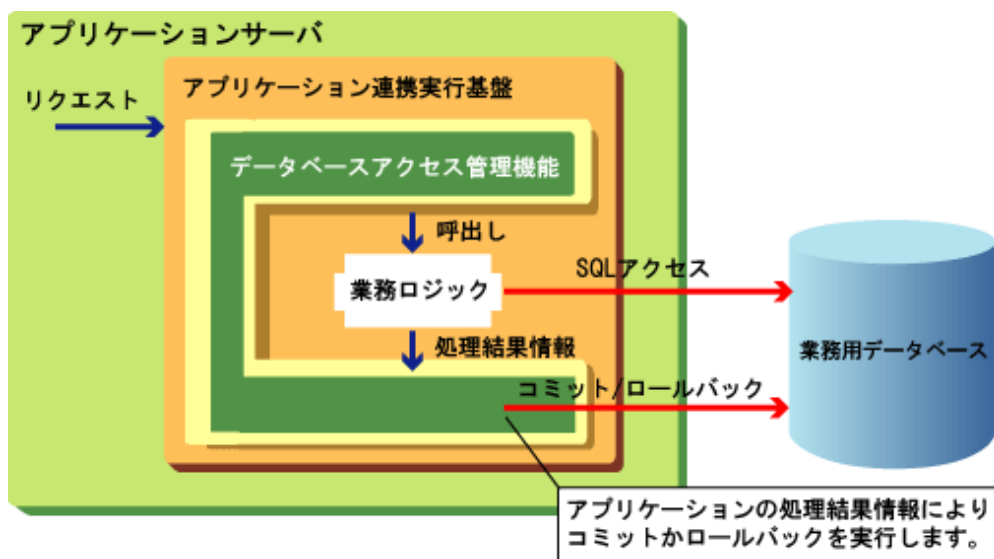 アプリケーションサーバ
アプリケーション連携実行基盤
リクエスト
データベースアクセス管理機能
呼出し
SQLアクセス
業務ロジック
処理結果情報
業務用データベース
コミット/ロールバック
アプリケーションの処理結果情報により
コミットかロールバックを実行します。